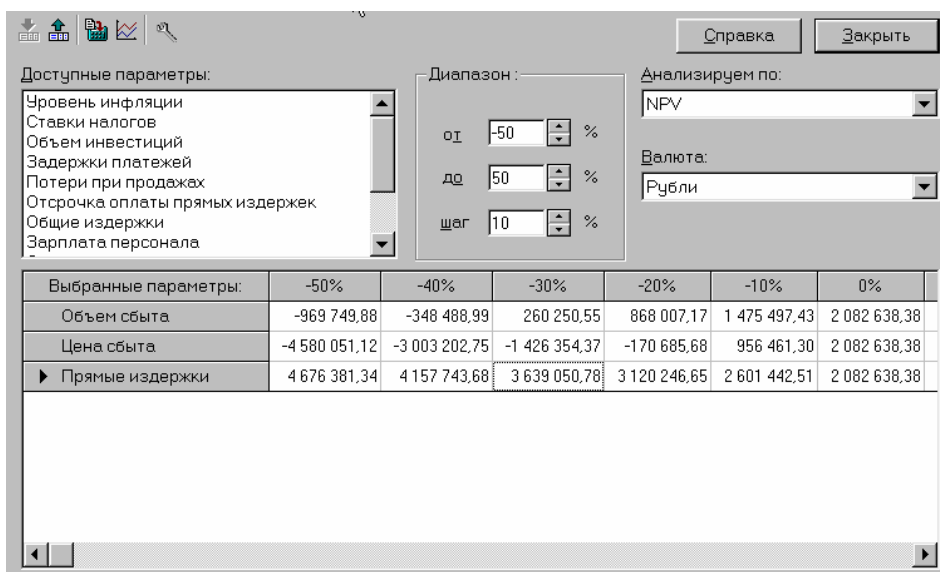 Справка
Закрыть
Доступные параметры:
Диапазон :
Анализируем по:
Уровень инфляции
Ставки налогов
Объем инвестиций
Задержки платежей
Потери при продажах
Отсрочка оплаты прямых издержек
Общие издержки
Зарплата персонала
от -50 %
до 50 %
шаг 10 %
NPV
Валюта:
Рубли
Выбранные параметры: -50% -40% -30% -20% -10% 0%
Объем сбыта -969 749,88 -348 488,99 260 250,55 868 007,17 1 475 497,43 2 082 638,38
Цена сбыта -4 580 051,12 -3 003 202,75 -1 426 354,37 -170 685,68 956 461,30 2 082 638,38
Прямые издержки 4 676 381,34 4 157 743,68 3 639 050,78 3 120 246,65 2 601 442,51 2 082 638,38